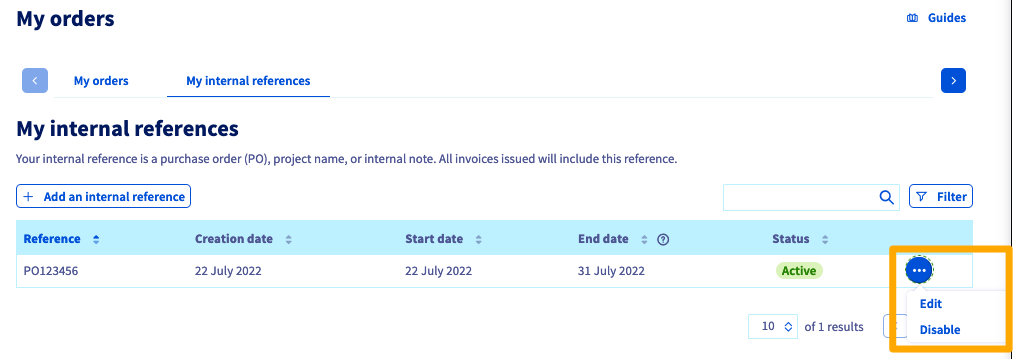 My orders
Guides
My orders
My internal references
My internal references
Your internal reference is a purchase order (PO), project name, or internal note. All invoices issued will include this reference.
+ Add an internal reference
Filter
Reference Creation date Start date End date Status
PO123456 22 July 2022 22 July 2022 31 July 2022 Active
Edit
10 of 1 results
Disable